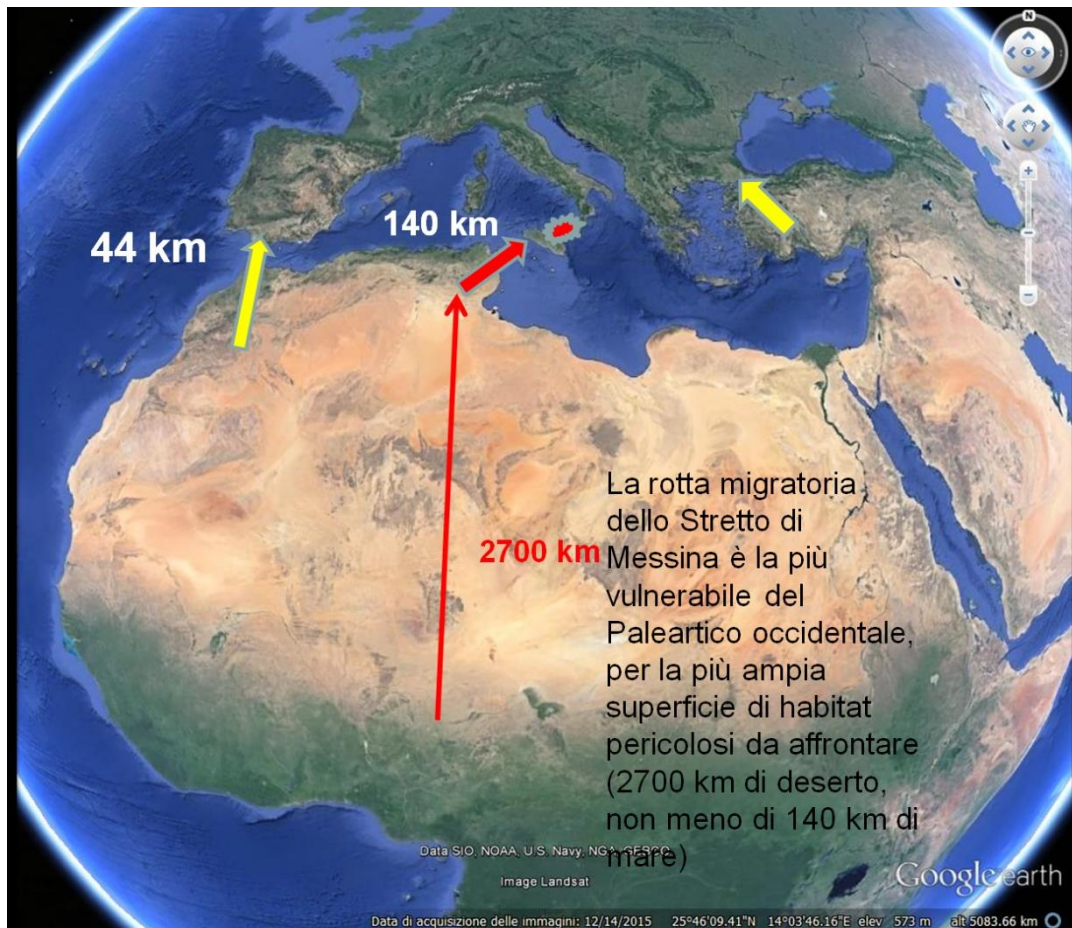 N
44 km
140 km
2700 km
La rotta migratoria
dello Stretto di
Messina è la più
vulnerabile del
Paleartico occidentale,
per la più ampia
superficie di habitat
pericolosi da affrontare
(2700 km di deserto,
non meno di 140 km di
mare)
Data SIO, NOAA, U.S. Navy, NGA, GEBCO
Image Landsat
Google earth
Data di acquisizione delle immagini: 12/14/2015 25°46'09.41"N 14°03'46.16"E elev 573 m alt 5083.66 km